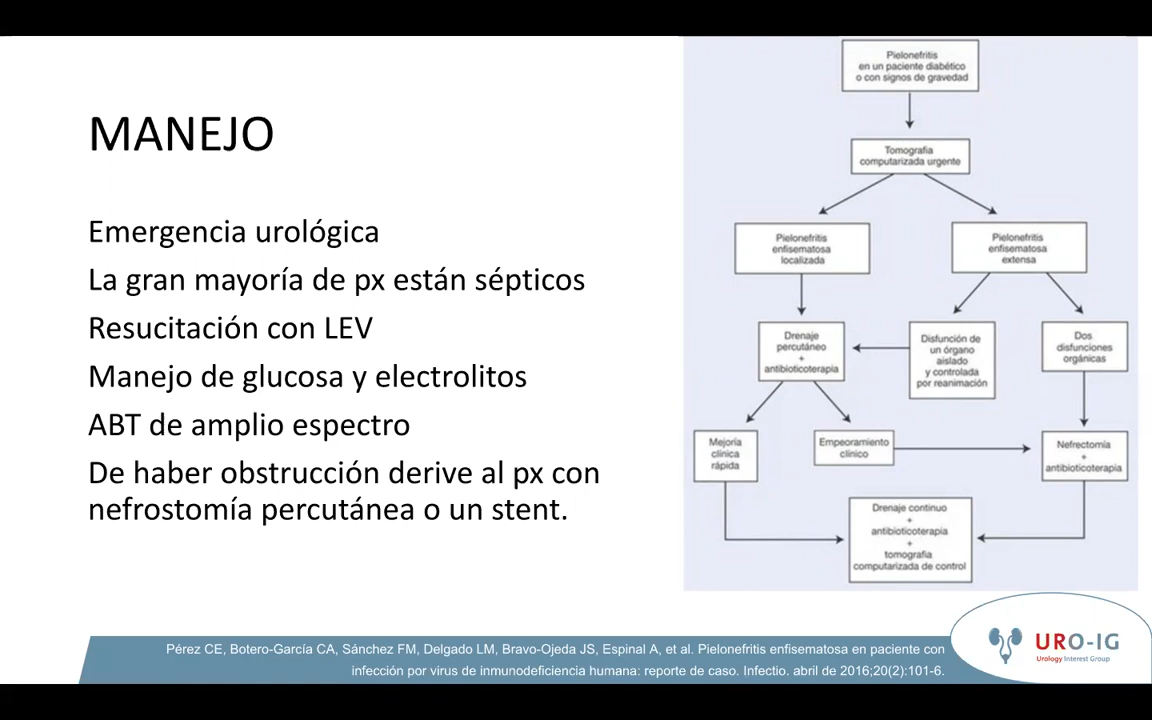 MANEJO
Emergencia urológica
La gran mayoría de px están sépticos
Resucitación con LEV
Manejo de glucosa y electrolitos
ABT de amplio espectro
De haber obstrucción derive al px con
nefrostomía percutánea o un stent.
Pielonefritis
en un paciente diabético
o con signos de gravedad
Tomografia
computarizada urgente
Pielonefritis
enfisematosa
localizada
Pielonefritis
enfisematosa
extensa
Drenaje
percutáneo
+
antibioticoterapia
Disfunción de
un órgano
aislado
y controlada
por reanimación
Dos
disfunciones
orgánicas
Mejoría
clínica
rápida
Empeoramiento
clínico
Nefrectomía
+
antibioticoterapia
Drenaje continuo
+
antibioticoterapia
+
tomografia
computarizada de control
Pérez CE, Botero-García CA, Sánchez FM, Delgado LM, Bravo-Ojeda JS, Espinal A, et al. Pielonefritis enfisematosa en paciente con
infección por virus de inmunodeficiencia humana: reporte de caso. Infectio. abril de 2016;20(2):101-6.
URO-IG
Urology Interest Group